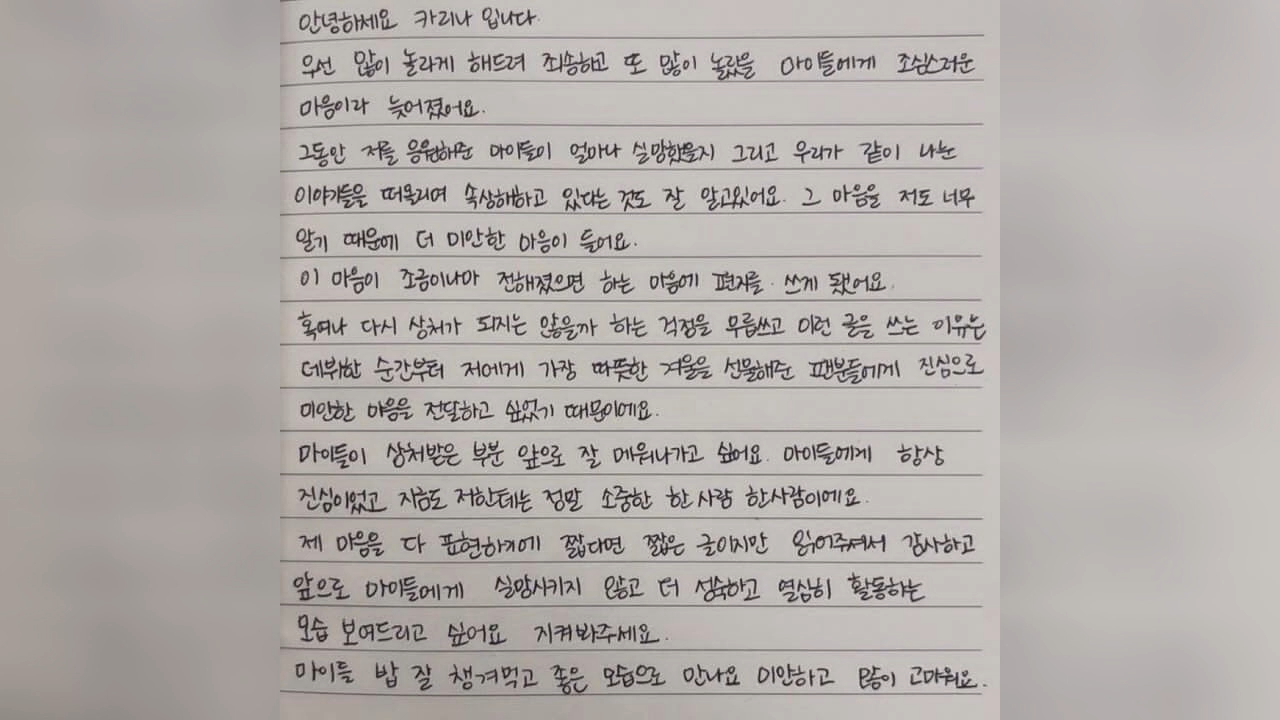 안녕하세요 카리나 입니다.
우선 많이 놀라게 해드려 죄송하고 또 많이 놀랐을 마이들에게 조심스러운
마음이라 늦어졌어요.
그동안 저를 응원해준 마이들이 얼마나 실망했을지 그리고 우리가 같이 나눈
이야기들을 떠올리며 속상해하고 있다는 것도 잘 알고있어요. 그 마음을 저도 너무
알기 때문에 더 미안한 마음이 들어요.
이 마음이 조금이나마 전해졌으면 하는 마음에 편지를 쓰게 됐어요.
혹여나 다시 상처가 되지는 않을까 하는 걱정을 무릅쓰고 이런 글을 쓰는 이유는
데뷔한 순간부터 저에게 가장 따뜻한 겨울을 선물해준 팬분들에게 진심으로
미안한 마음을 전달하고 싶었기 때문이에요.
마이들이 상처받은 부분 앞으로 잘 메워나가고 싶어요. 마이들에게 항상
진심이었고 지금도 저한테는 정말 소중한 한사람 한사람이에요.
제 마음을 다 표현하기에 짧다면 짧은 글이지만 읽어주셔서 감사하고
앞으로 마이들에게 실망시키지 않고 더 성숙하고 열심히 활동하는
모습 보여드리고 싶어요 지켜봐주세요.
마이들 밥 잘 챙겨먹고 좋은 모습으로 만나요 미안하고 많이 고마워요.